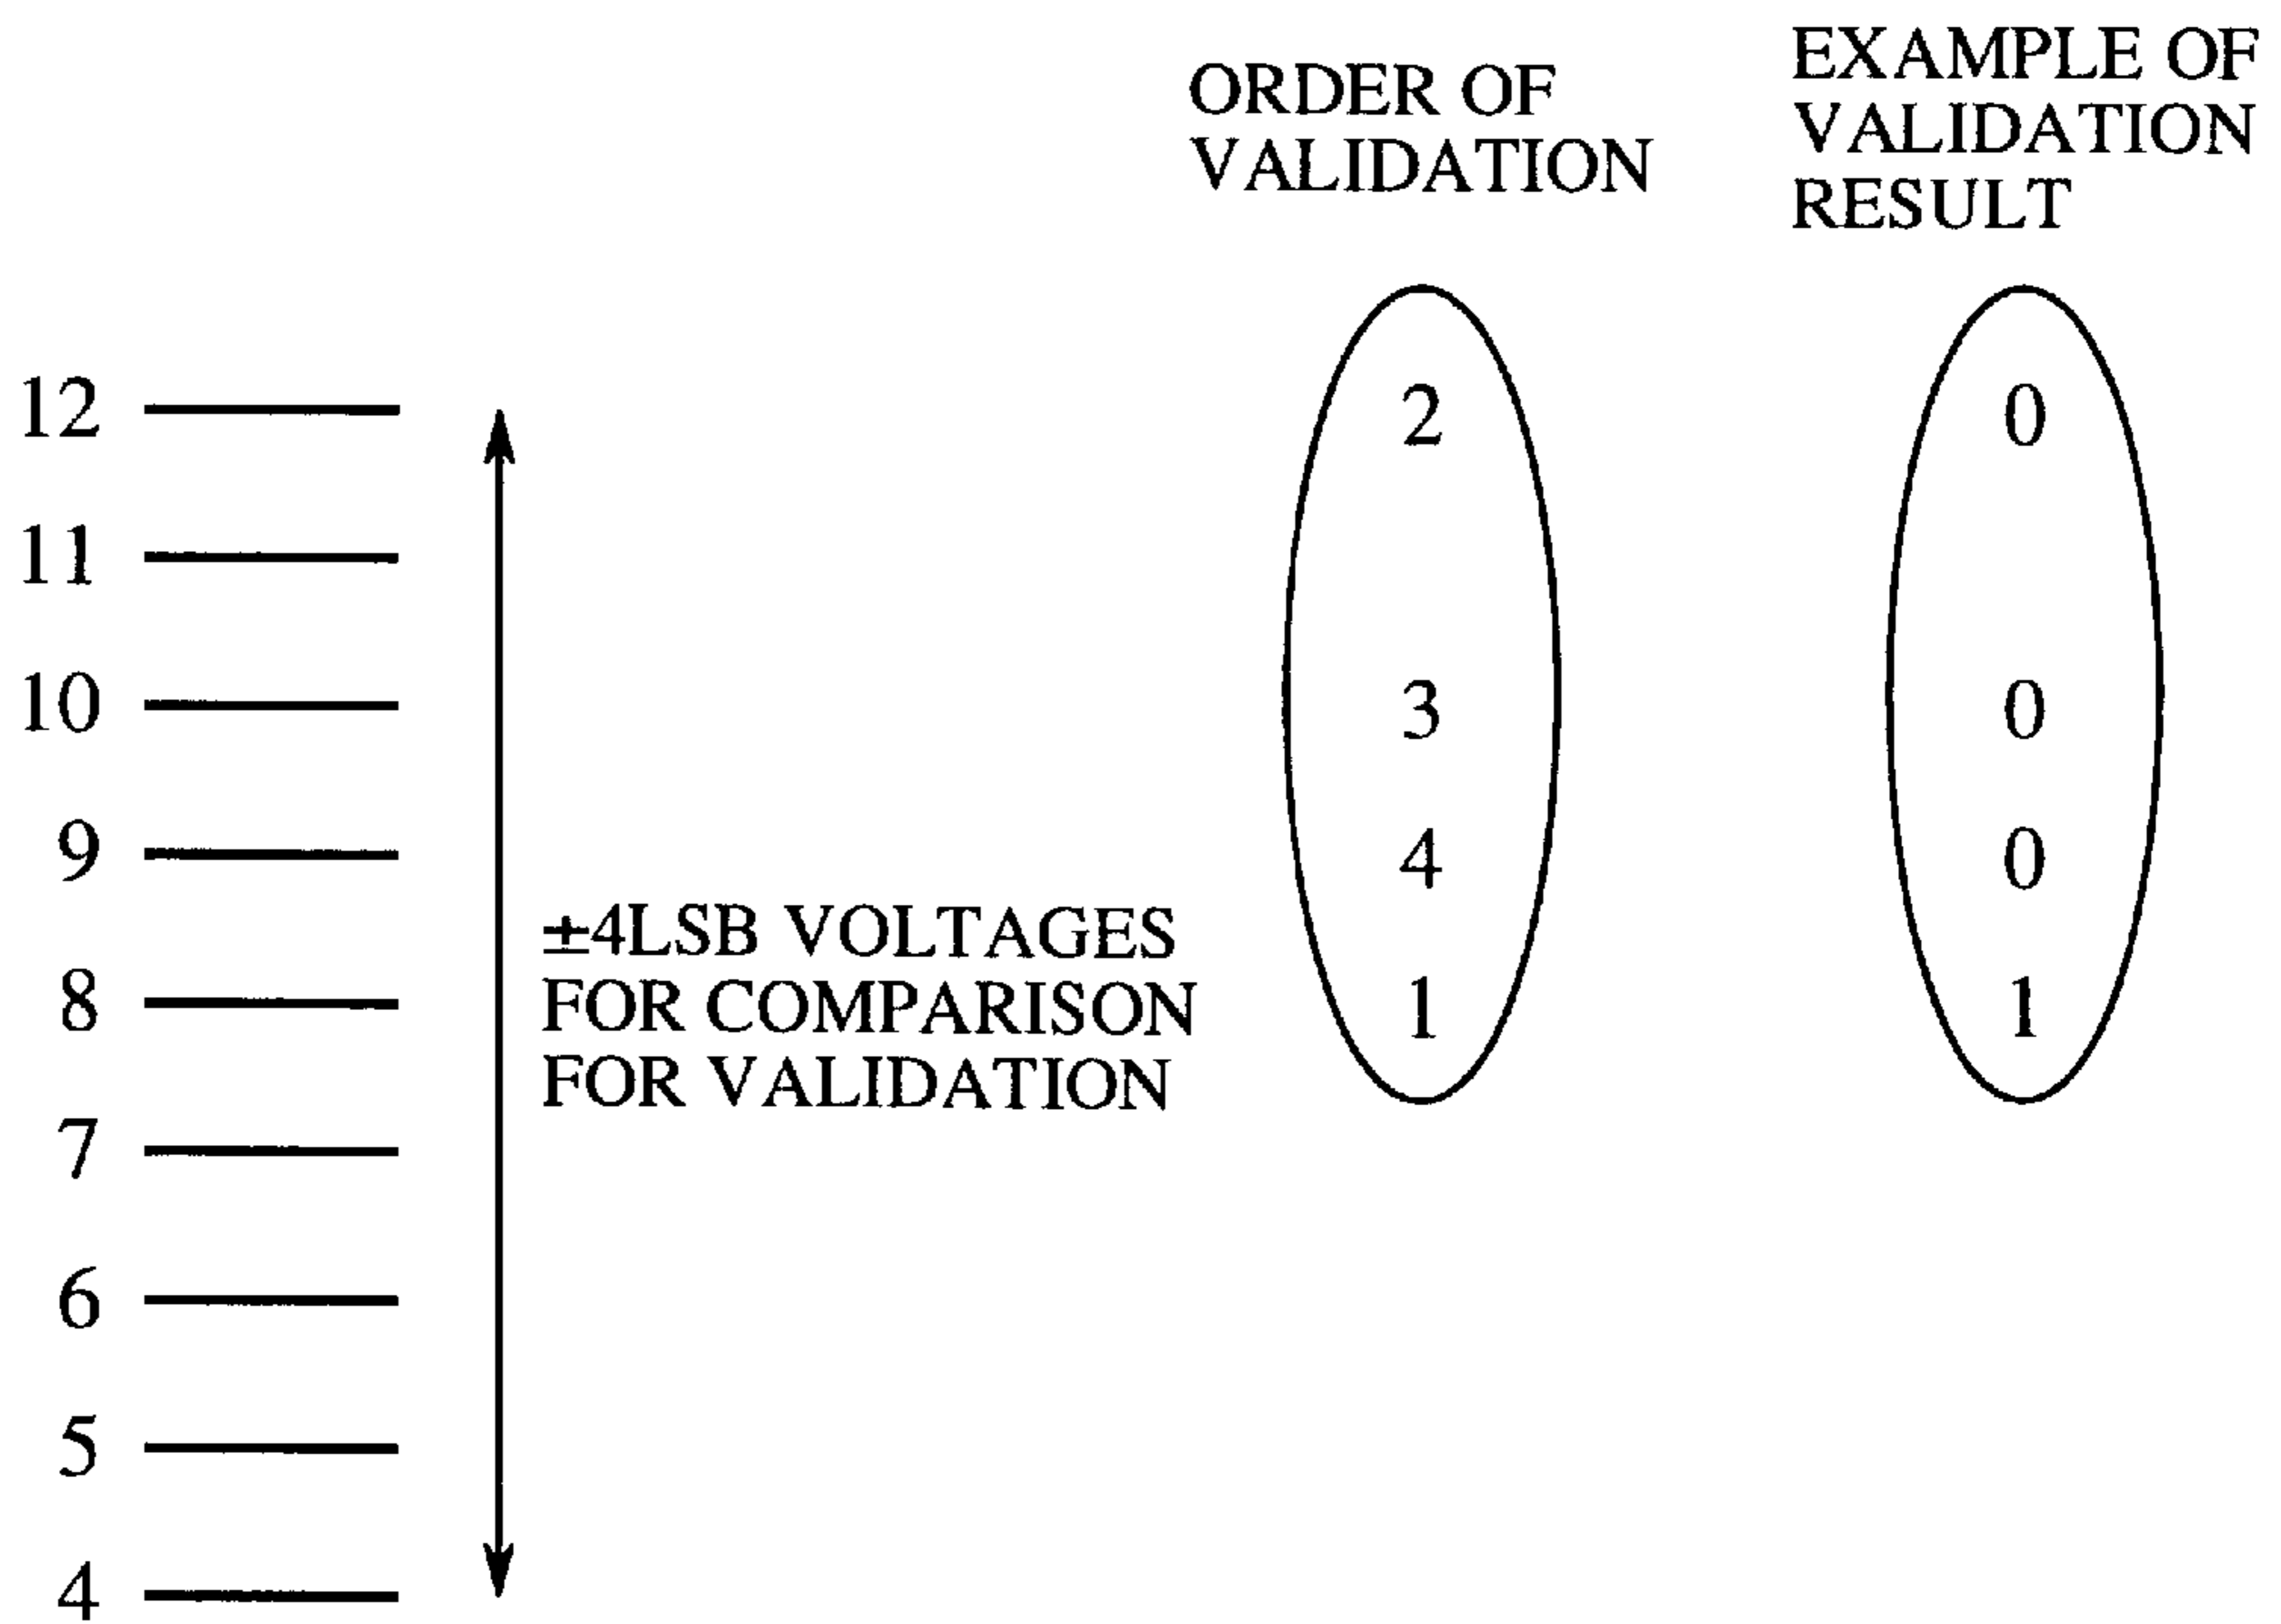 ORDER OF
VALIDATION
EXAMPLE OF
VALIDATION
RESULT
12
2
0
11
10
3
0
9
4
0
±4LSB VOLTAGES
FOR COMPARISON
FOR VALIDATION
8
1
1
7
6
5
4